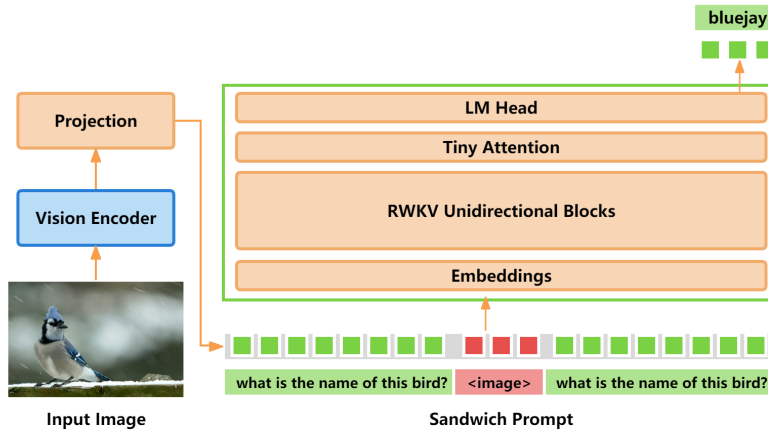 bluejay
LM Head
Projection
Tiny Attention
RWKV Unidirectional Blocks
Vision Encoder
Embeddings
what is the name of this bird? <image> what is the name of this bird?
Input Image
Sandwich Prompt